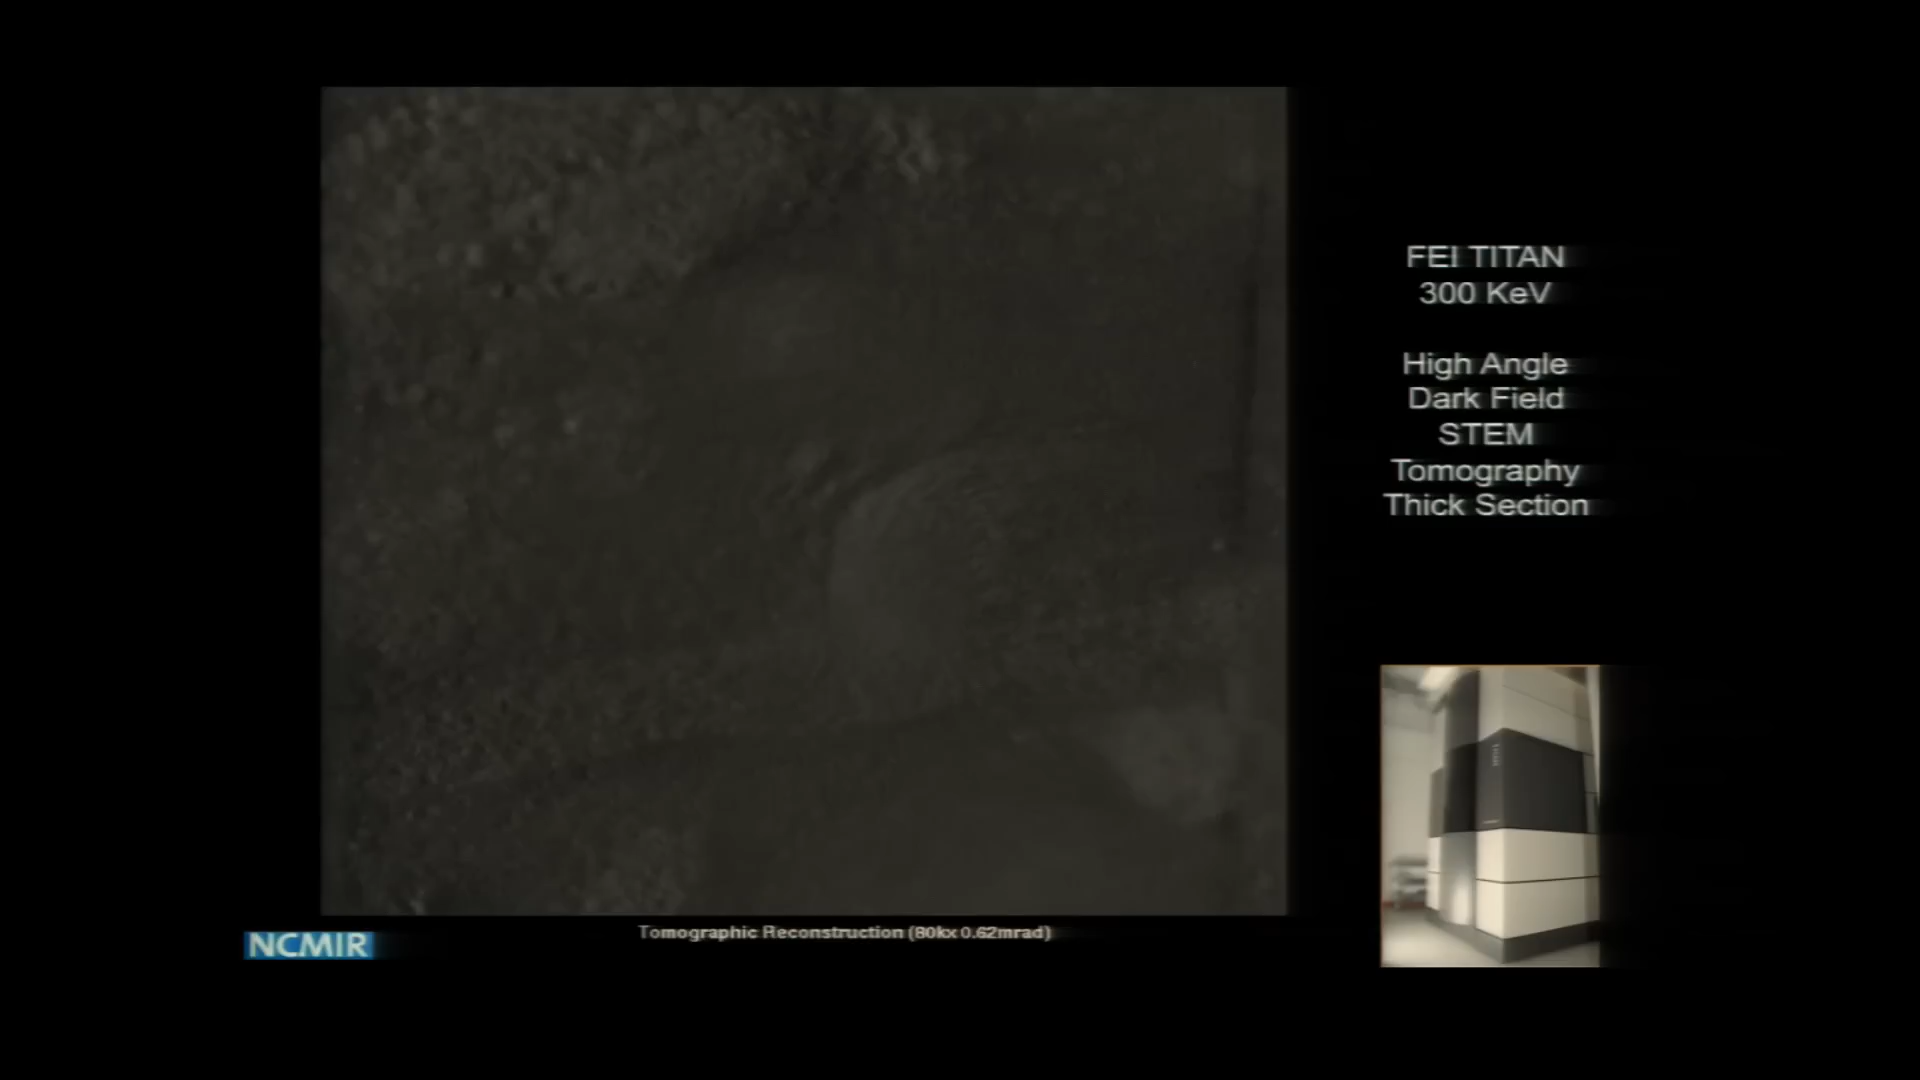 FEI TITAN
300 KeV
High Angle
Dark Field
STEM
Tomography
Thick Section
NCMIR
Tomographic Reconstruction (80kx 0.62mrad)